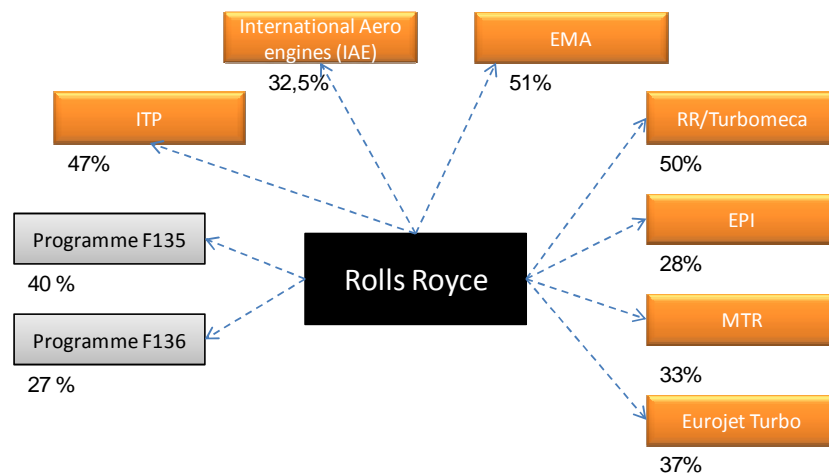 International Aero
engines (IAE)
32,5%
EMA
51%
ITP
47%
RR/Turbomeca
50%
Programme F135
40 %
EPI
28%
Rolls Royce
Programme F136
27 %
MTR
33%
Eurojet Turbo
37%